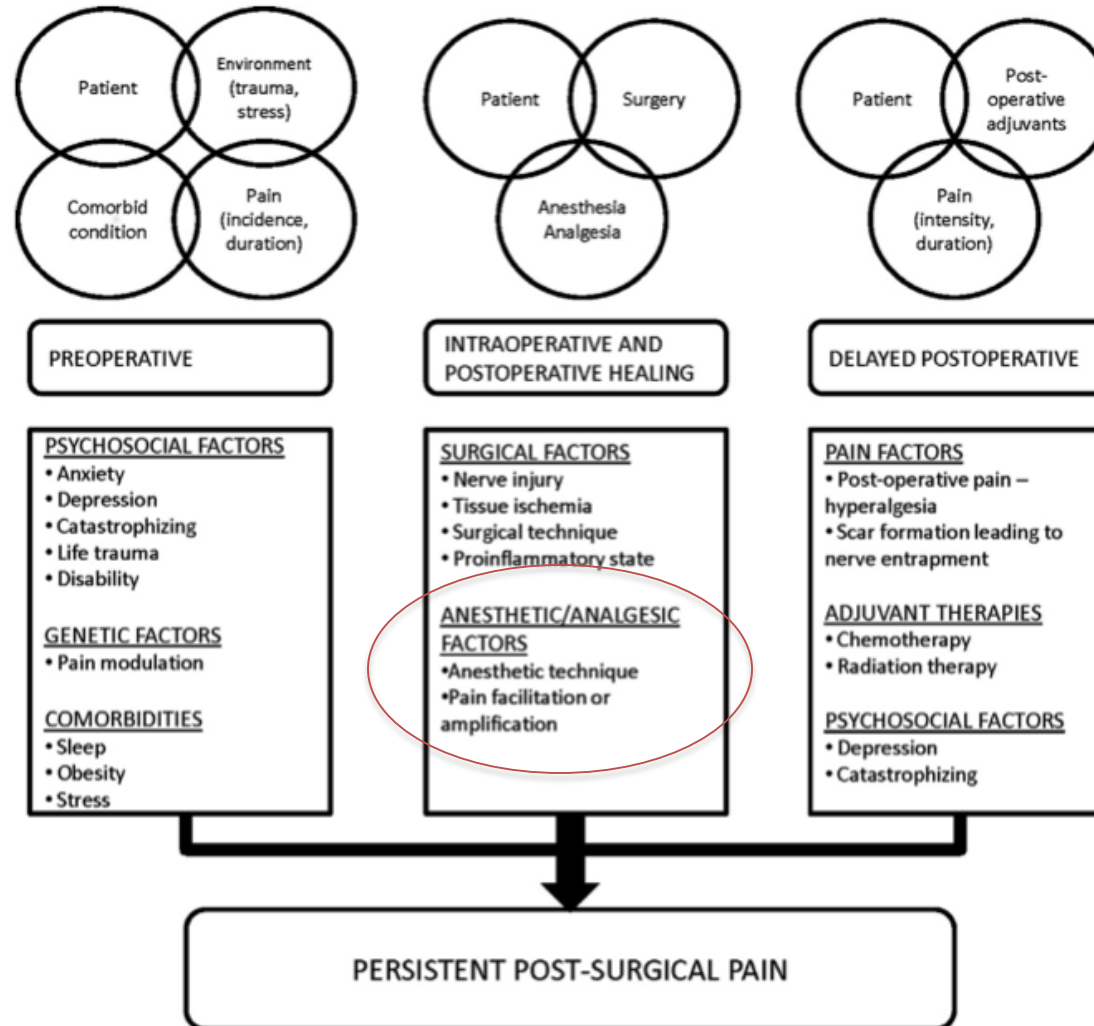 Patient
Environment
(trauma,
stress)
Comorbid
condition
Pain
(incidence,
duration)
Patient
Surgery
Anesthesia
Analgesia
Patient
Post-
operative
adjuvants
Pain
(intensity,
duration)
PREOPERATIVE
INTRAOPERATIVE AND
POSTOPERATIVE HEALING
DELAYED POSTOPERATIVE
PSYCHOSOCIAL FACTORS
• Anxiety
• Depression
• Catastrophizing
• Life trauma
• Disability
GENETIC FACTORS
• Pain modulation
COMORBIDITIES
• Sleep
• Obesity
• Stress
SURGICAL FACTORS
• Nerve injury
• Tissue ischemia
• Surgical technique
• Proinflammatory state
ANESTHETIC/ANALGESIC
FACTORS
•Anesthetic technique
•Pain facilitation or
amplification
PAIN FACTORS
• Post-operative pain –
hyperalgesia
• Scar formation leading to
nerve entrapment
ADJUVANT THERAPIES
• Chemotherapy
• Radiation therapy
PSYCHOSOCIAL FACTORS
• Depression
• Catastrophizing
PERSISTENT POST-SURGICAL PAIN